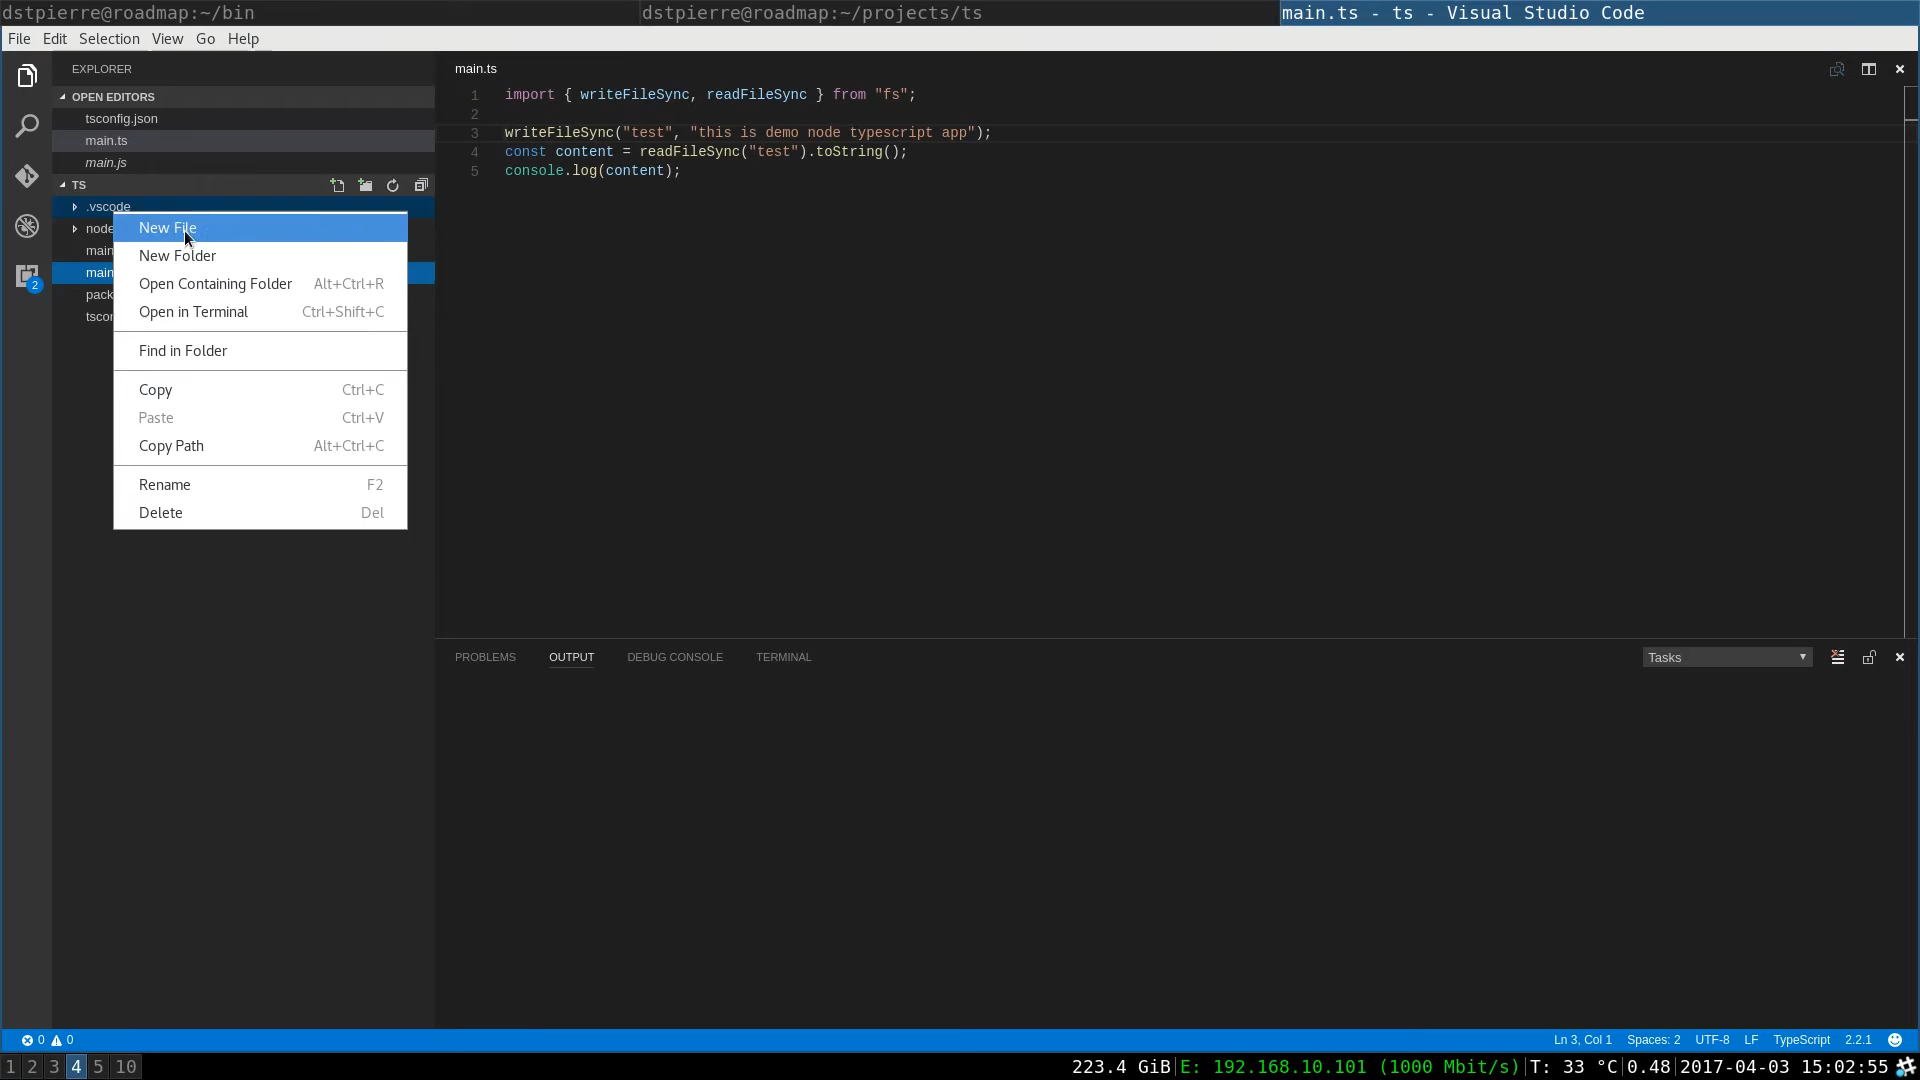 dstpierre@roadmap:~/bin
dstpierre@roadmap:~/projects/ts
main.ts - ts - Visual Studio Code
File Edit Selection View Go Help
EXPLORER
OPEN EDITORS
tsconfig.json
main.ts
main.js
TS
.vscode
node
main
main
pack
tscon
New File
New Folder
Open Containing Folder Alt+Ctrl+R
Open in Terminal Ctrl+Shift+C
Find in Folder
Copy Ctrl+C
Paste Ctrl+V
Copy Path Alt+Ctrl+C
Rename F2
Delete Del
2
main.ts
1 import { writeFileSync, readFileSync } from "fs";
2
3 writeFileSync("test", "this is demo node typescript app");
4 const content = readFileSync("test").toString();
5 console.log(content);
PROBLEMS OUTPUT DEBUG CONSOLE TERMINAL
Tasks
0 0
Ln 3, Col 1 Spaces: 2 UTF-8 LF TypeScript 2.2.1
1 2 3 4 5 10
223.4 GiB|E: 192.168.10.101 (1000 Mbit/s)|T: 33 °C|0.48|2017-04-03 15:02:55